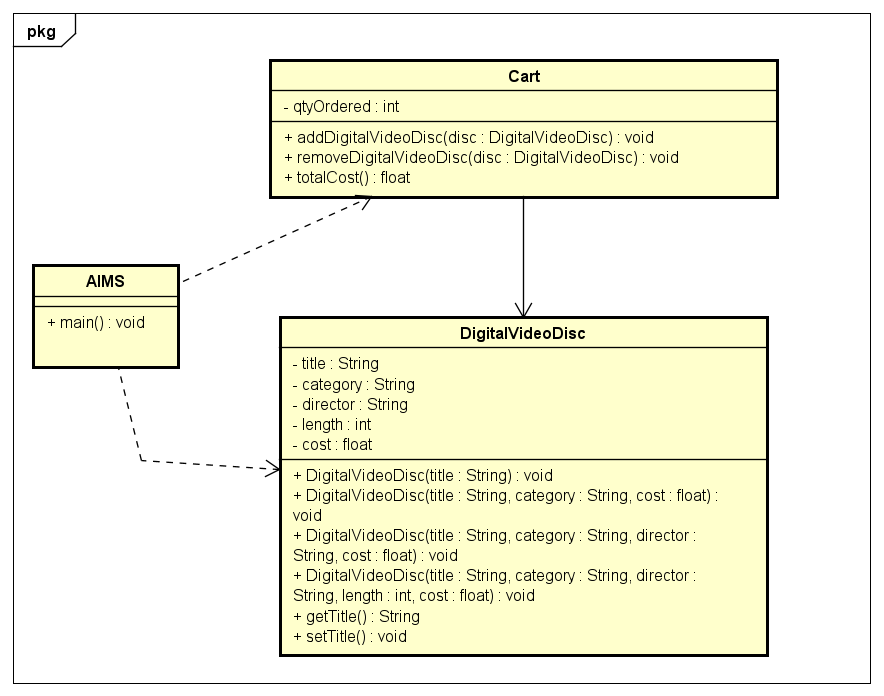 pkg
Cart
- qtyOrdered : int
+ addDigitalVideoDisc(disc : DigitalVideoDisc) : void
+ removeDigitalVideoDisc(disc : DigitalVideoDisc) : void
+ totalCost() : float
AIMS
+ main() : void
DigitalVideoDisc
- title : String
- category : String
- director : String
- length : int
- cost : float
+ DigitalVideoDisc(title : String) : void
+ DigitalVideoDisc(title : String, category : String, cost : float) :
void
+ DigitalVideoDisc(title : String, category : String, director :
String, cost : float) : void
+ DigitalVideoDisc(title : String, category : String, director :
String, length : int, cost : float) : void
+ getTitle() : String
+ setTitle() : void